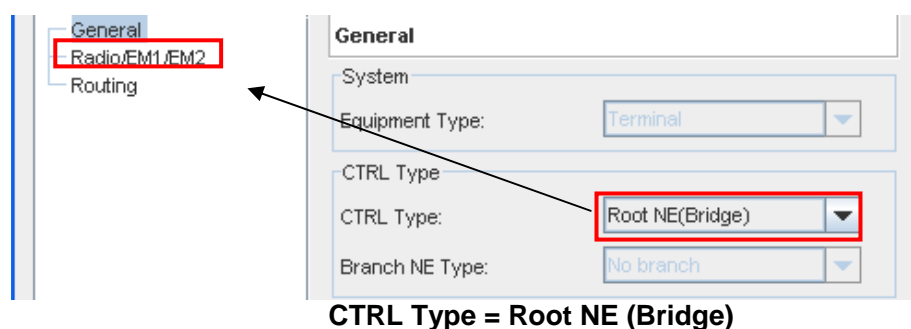 General
Radio/EM1/EM2
Routing
General
System
Equipment Type:
Terminal
CTRL Type
CTRL Type:
Root NE(Bridge)
Branch NE Type:
No branch
CTRL Type = Root NE (Bridge)